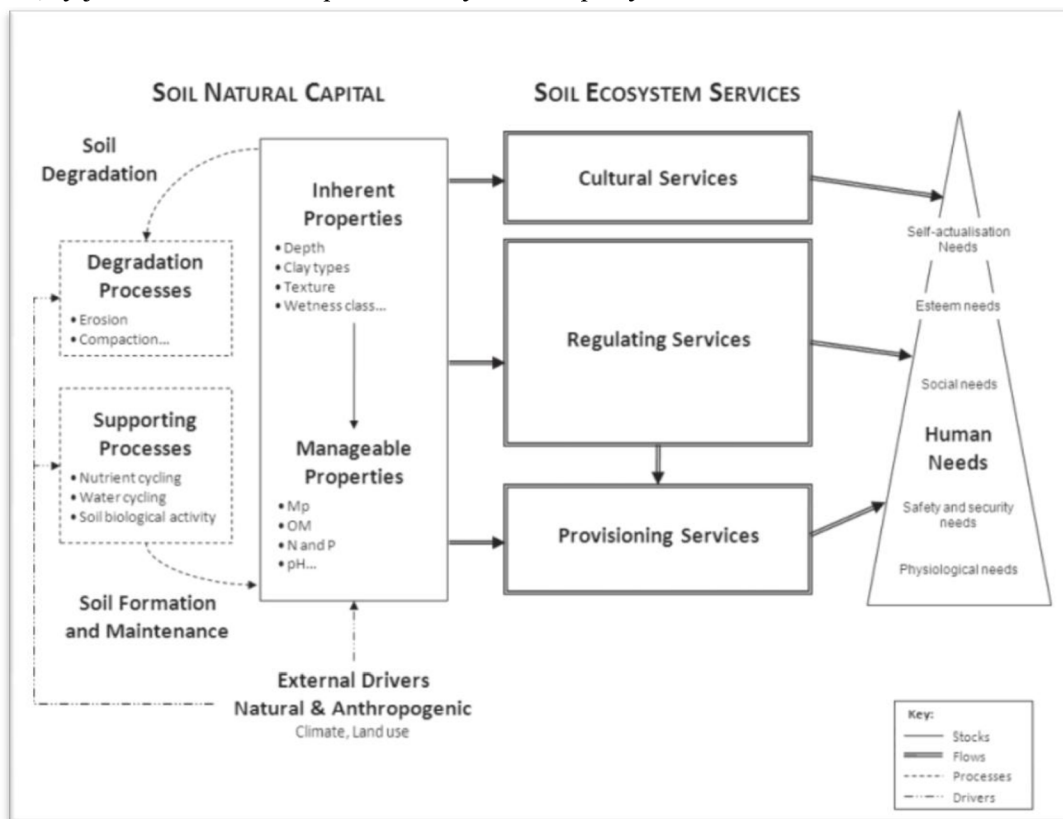 SOIL NATURAL CAPITAL
SOIL ECOSYSTEM SERVICES
Soil
Degradation
Degradation
Processes
• Erosion
• Compaction...
Supporting
Processes
• Nutrient cycling
• Water cycling
• Soil biological activity
Soil Formation
and Maintenance
Inherent
Properties
• Depth
• Clay types
• Texture
• Wetness class...
Manageable
Properties
• Mp
• OM
• N and P
• pH...
External Drivers
Natural & Anthropogenic
Climate, Land use
Cultural Services
Regulating Services
Provisioning Services
Self-actualisation
Needs
Esteem needs
Social needs
Human
Needs
Safety and security
needs
Physiological needs
Key:
Stocks
Flows
Processes
Drivers